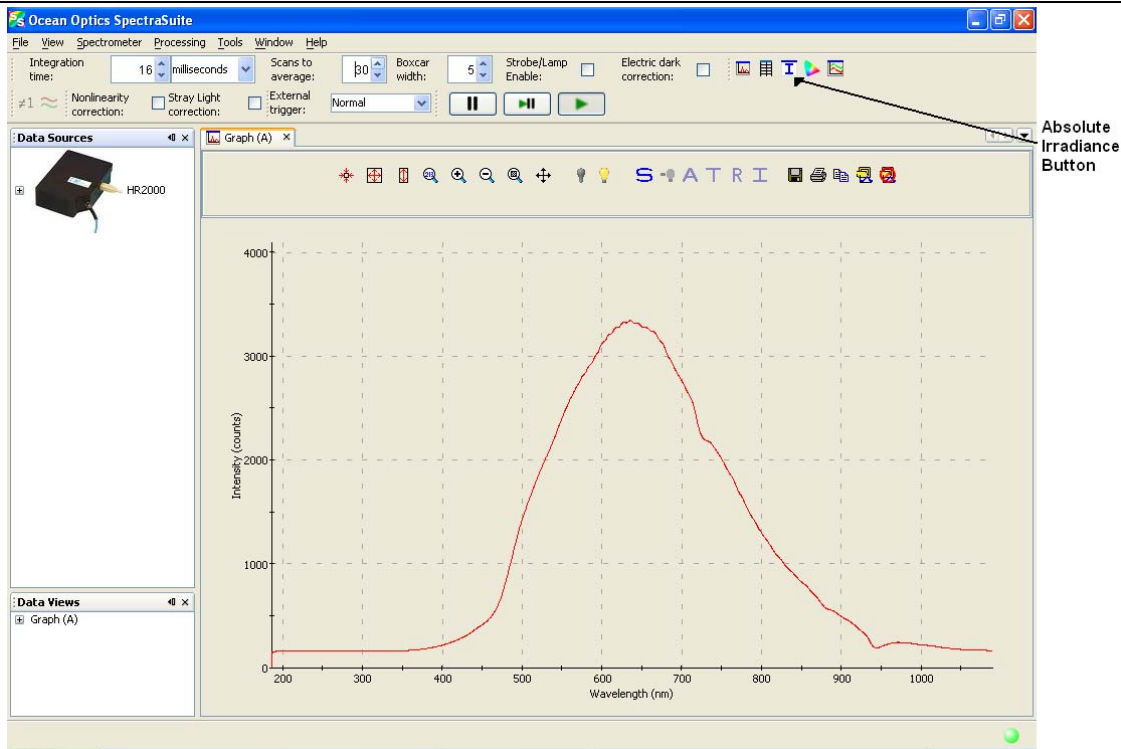 Ocean Optics SpectraSuite
File View Spectrometer Processing Tools Window Help
Integration time: 16 milliseconds Scans to average: 30 Boxcar width: 5 Strobe/Lamp Enable: Electric dark correction:
≠1 Nonlinearity correction: Stray Light correction: External trigger: Normal
Absolute
Irradiance
Button
Data Sources
Graph (A)
HR2000
S A T R I
4000
3000
2000
1000
0
Intensity (counts)
200 300 400 500 600 700 800 900 1000
Wavelength (nm)
Data Views
Graph (A)